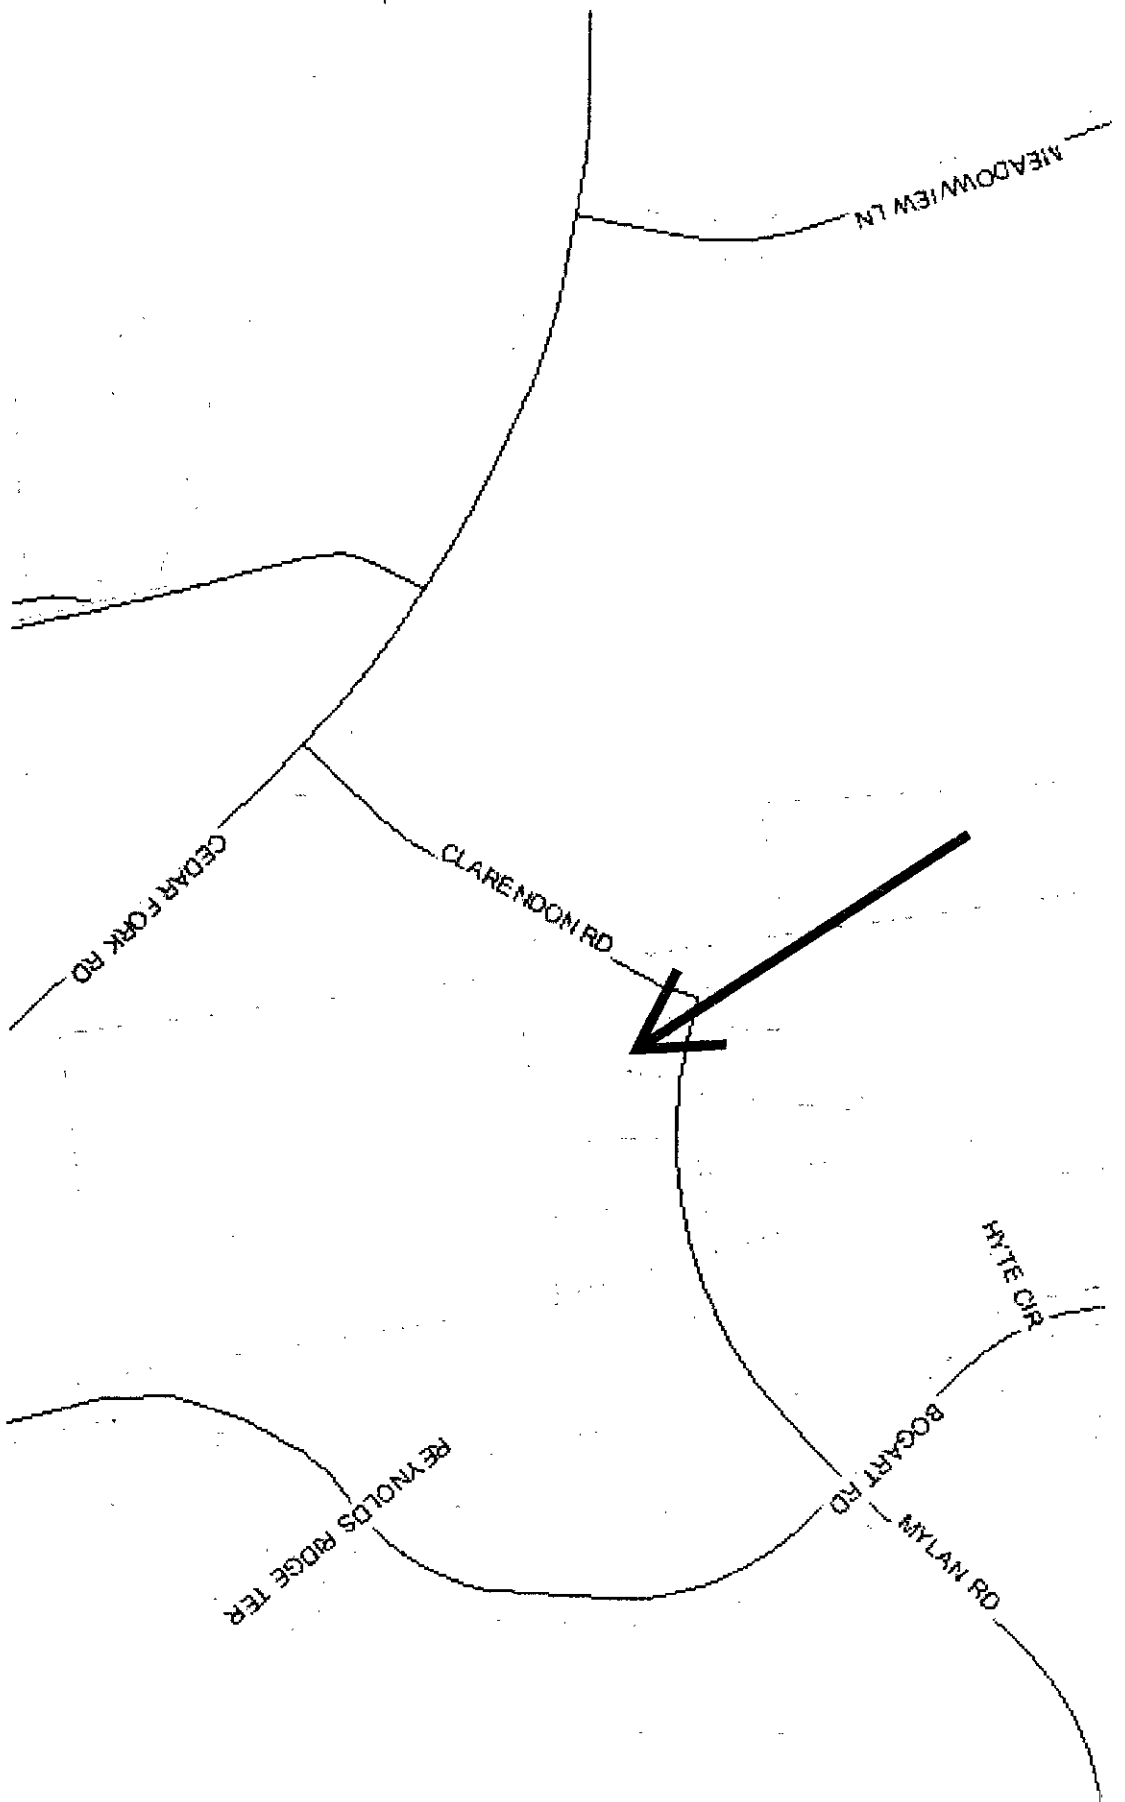 MEADOWVIEW LN
CEDAR FORK RD
CLARENDON RD
HYTE CIR
BOGART RD
REYNOLDS RIDGE TER
MYLAN RD